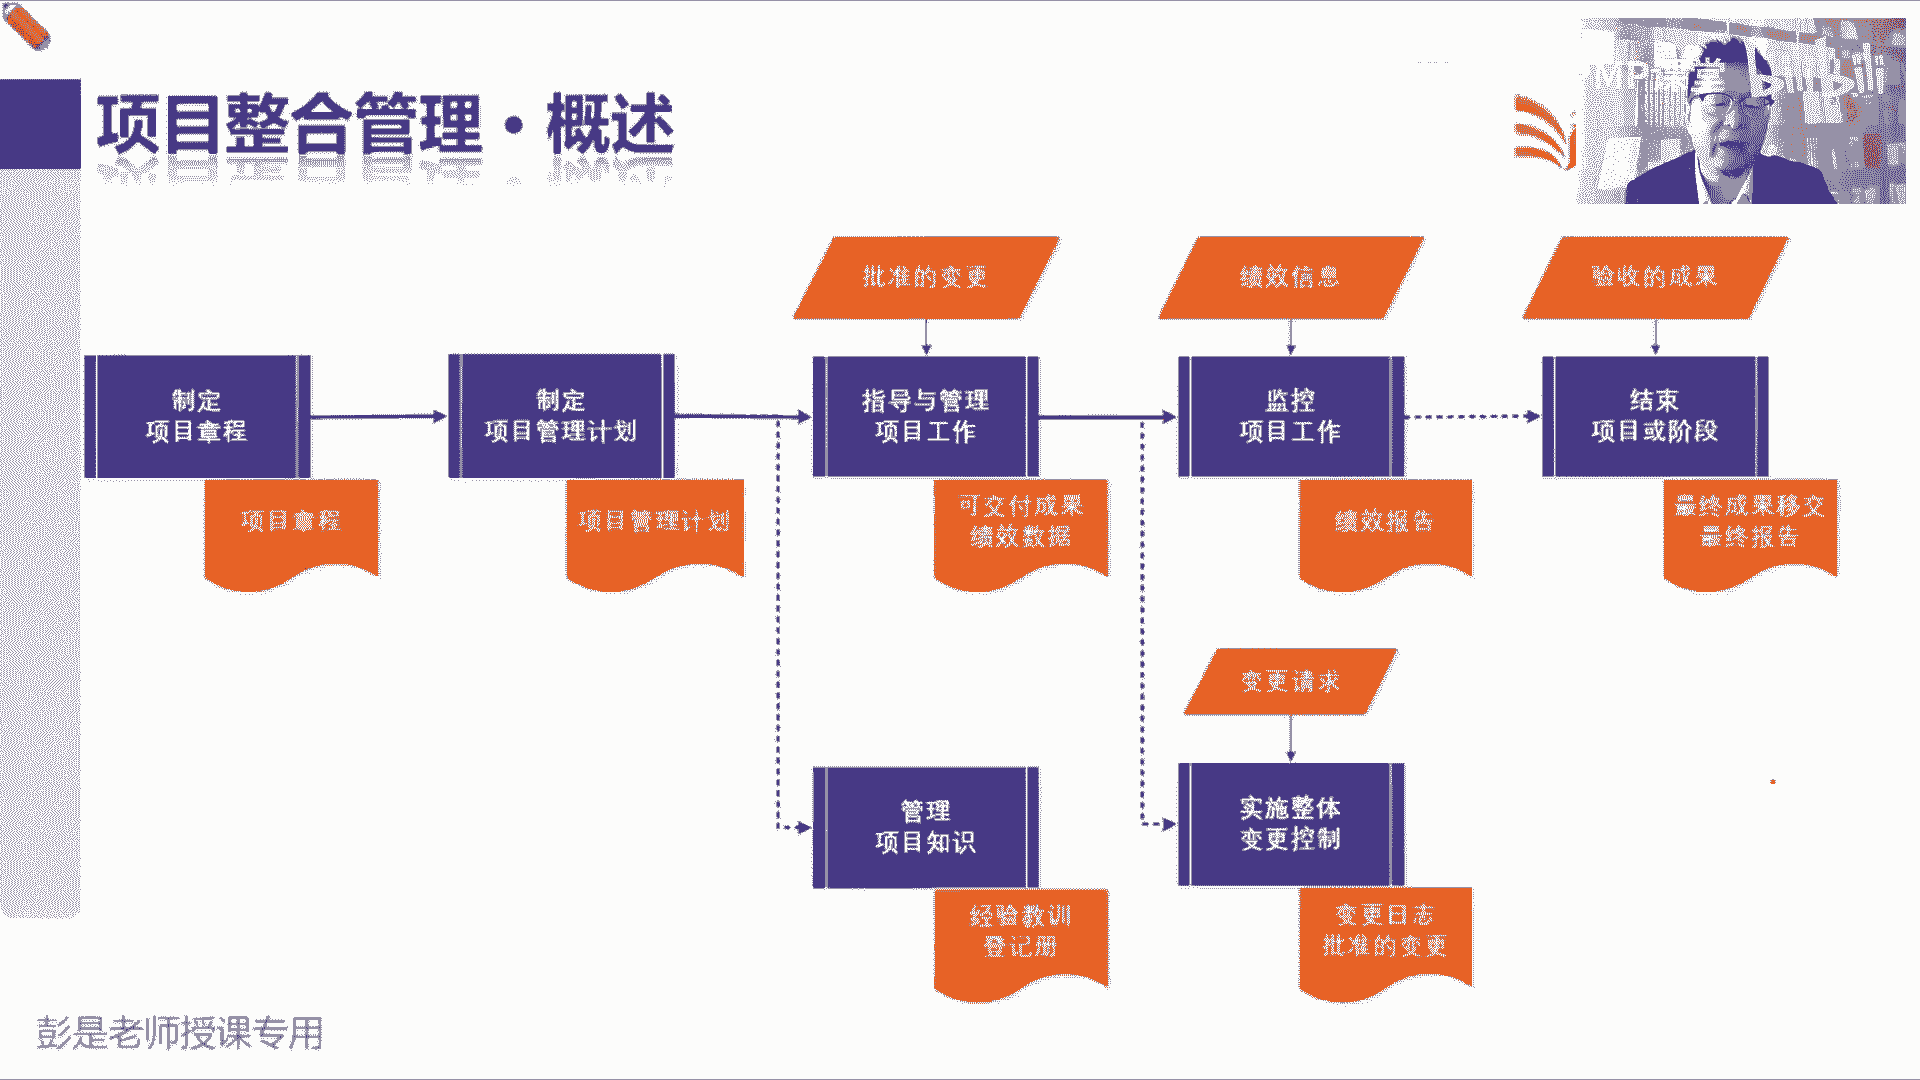 项目整合管理·概述
批准的变更
绩效信息
验收的成果
制定
项目章程
制定
项目管理计划
指导与管理
项目工作
监控
项目工作
结束
项目或阶段
项目章程
项目管理计划
可交付成果
绩效数据
绩效报告
最终成果移交
最终报告
变更请求
管理
项目知识
实施整体
变更控制
经验教训
登记册
变更日志
批准的变更
彭是老师授课专用